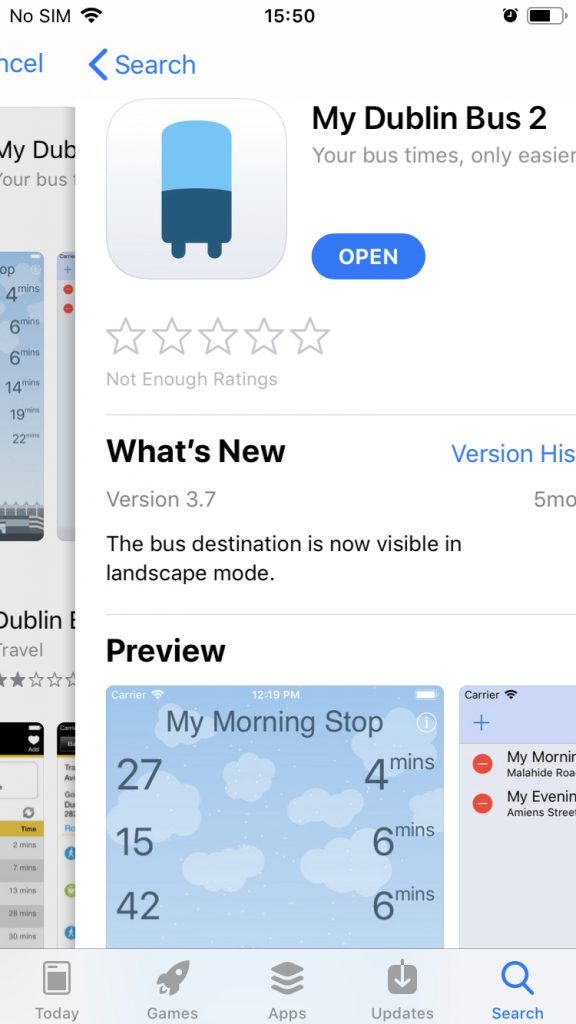 No SIM 15:50
ncel
Search
My Dub
Your bus
op
4 mins
6 mins
6 mins
14 mins
19 mins
22 mins
Dublin B
Travel
Add
Time
2 mins
7 mins
13 mins
28 mins
30 mins
My Dublin Bus 2
Your bus times, only easier
OPEN
Not Enough Ratings
What's New Version His
Version 3.7 5mo
The bus destination is now visible in
landscape mode.
Preview
Carrier 12:19 PM
My Morning Stop
27 4 mins
15 6 mins
42 6 mins
Carrier
+
My Mornin
Malahide Roa
My Evenin
Amiens Street
Today Games Apps Updates Search